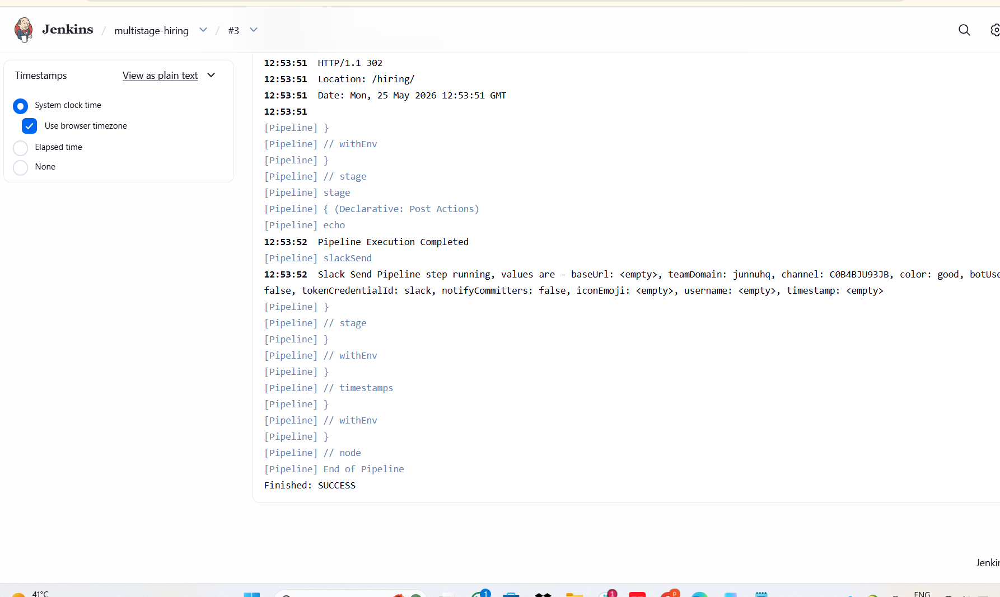 Jenkins / multistage-hiring / #3
Timestamps
View as plain text
System clock time
Use browser timezone
Elapsed time
None
12:53:51 HTTP/1.1 302
12:53:51 Location: /hiring/
12:53:51 Date: Mon, 25 May 2026 12:53:51 GMT
12:53:51
[Pipeline] }
[Pipeline] // withEnv
[Pipeline] }
[Pipeline] // stage
[Pipeline] stage
[Pipeline] { (Declarative: Post Actions)
[Pipeline] echo
12:53:52 Pipeline Execution Completed
[Pipeline] slackSend
12:53:52 Slack Send Pipeline step running, values are - baseUrl: <empty>, teamDomain: junnuhq, channel: C0B4BJU93JB, color: good, botUse
false, tokenCredentialId: slack, notifyCommitters: false, iconEmoji: <empty>, username: <empty>, timestamp: <empty>
[Pipeline] }
[Pipeline] // stage
[Pipeline] }
[Pipeline] // withEnv
[Pipeline] }
[Pipeline] // timestamps
[Pipeline] }
[Pipeline] // withEnv
[Pipeline] }
[Pipeline] // node
[Pipeline] End of Pipeline
Finished: SUCCESS
Jenkin
41°C
1
1
P
ENG